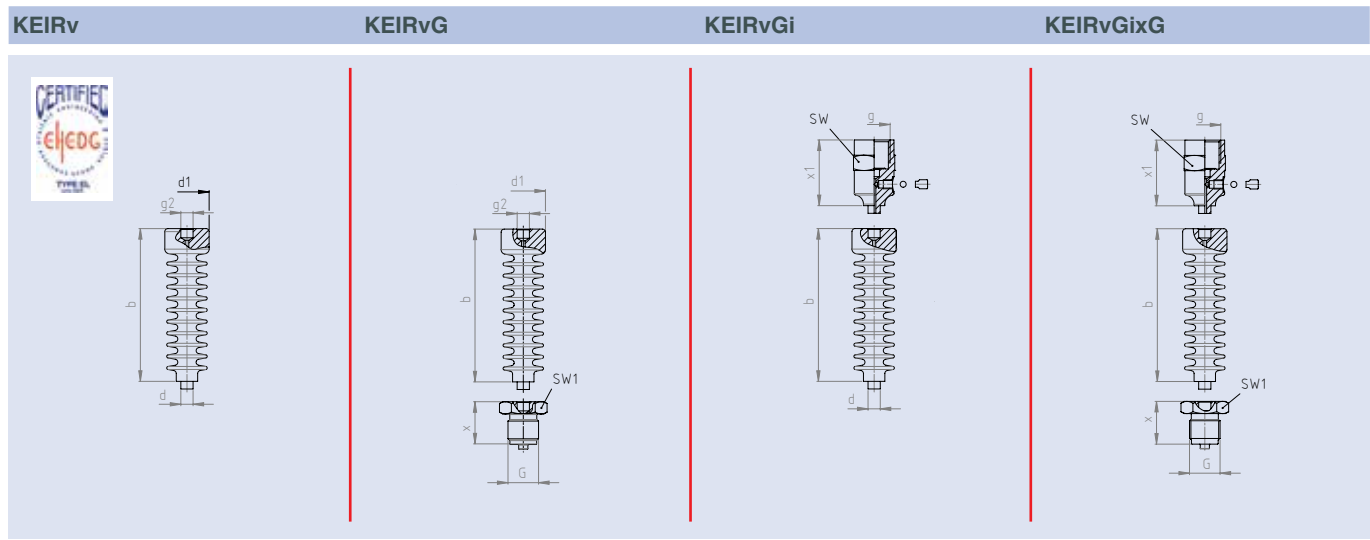 KEIRv KEIRvG KEIRvGi KEIRvGixG
CERTIFIED
EHEDG
TYPE EL
d1
g2
b
d
d1
g2
b
SW1
x
G
SW
g
x1
b
d
SW
g
x1
b
SW1
x
G